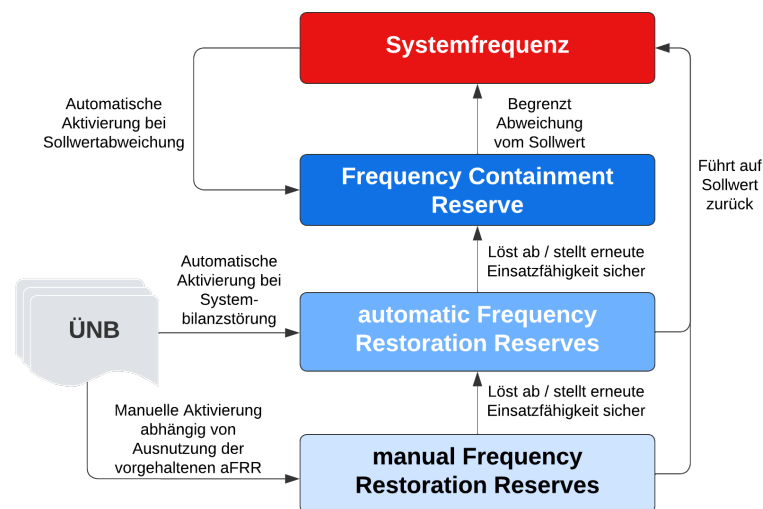 Systemfrequenz
Automatische
Aktivierung bei
Sollwertabweichung
Begrenzt
Abweichung
vom Sollwert
Führt auf
Sollwert
zurück
Frequency Containment
Reserve
Löst ab / stellt erneute
Einsatzfähigkeit sicher
Automatische
Aktivierung bei
System-
bilanzstörung
ÜNB
automatic Frequency
Restoration Reserves
Löst ab / stellt erneute
Einsatzfähigkeit sicher
Manuelle Aktivierung
abhängig von
Ausnutzung der
vorgehaltenen aFRR
manual Frequency
Restoration Reserves